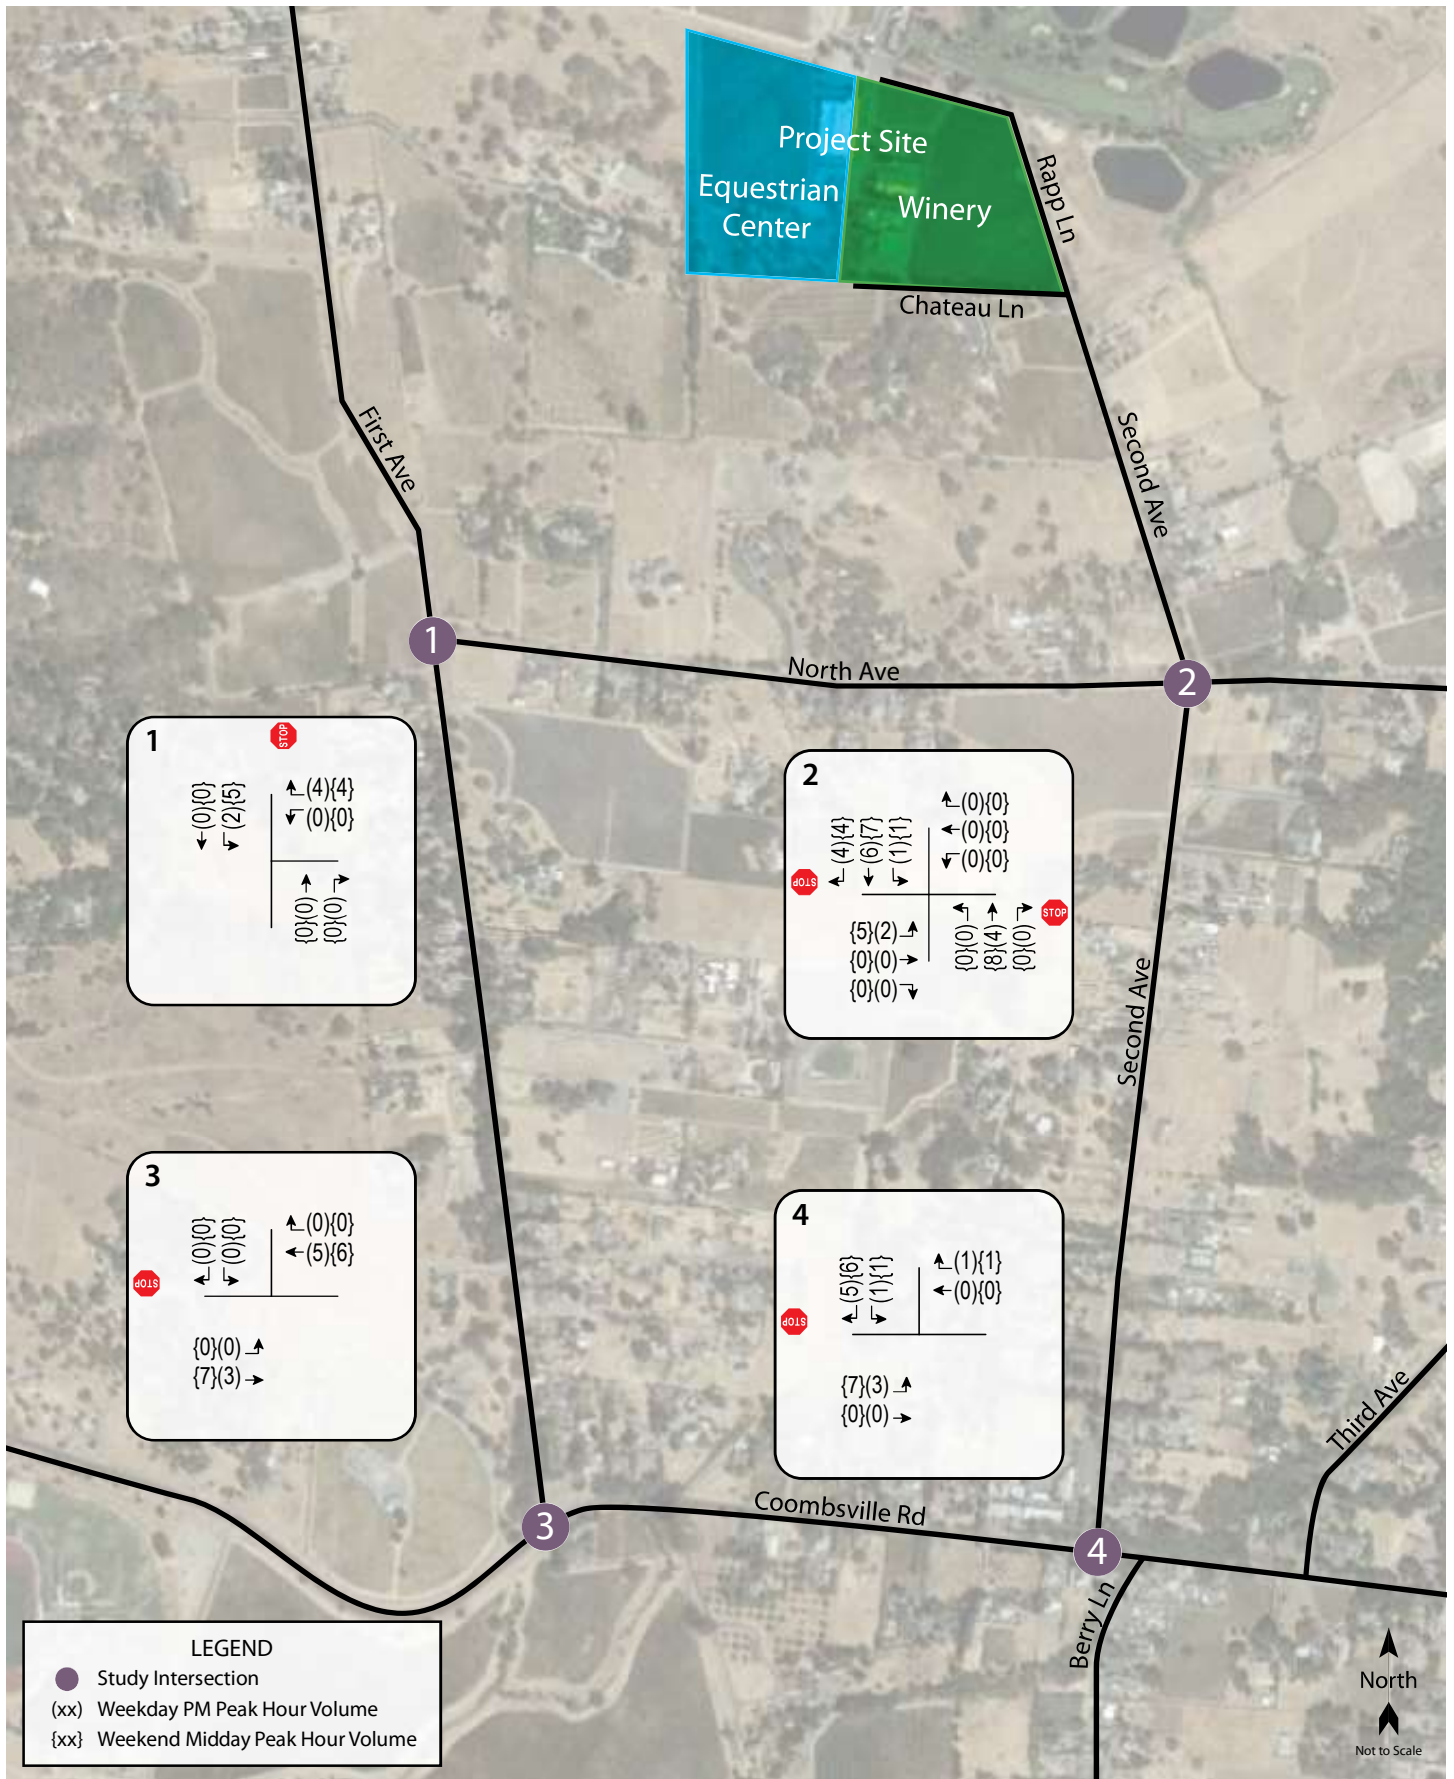 Project Site
Equestrian
Center
Winery
Rapp Ln
Chateau Ln
First Ave
Second Ave
1
North Ave
2
1
STOP
(0){0}
(2){5}
(4){4}
(0){0}
{0}(0)
{0}(0)
2
STOP
(4){4}
(6){7}
(1){1}
(0){0}
(0){0}
(0){0}
{5}(2)
{0}(0)
{0}(0)
{0}(0)
{8}(4)
{0}(0)
STOP
Second Ave
3
STOP
(0){0}
(0){0}
(0){0}
(5){6}
{0}(0)
{7}(3)
4
STOP
(5){6}
(1){1}
(1){1}
(0){0}
{7}(3)
{0}(0)
Third Ave
Coombsville Rd
3
4
Berry Ln
LEGEND
Study Intersection
(xx) Weekday PM Peak Hour Volume
{xx} Weekend Midday Peak Hour Volume
North
Not to Scale